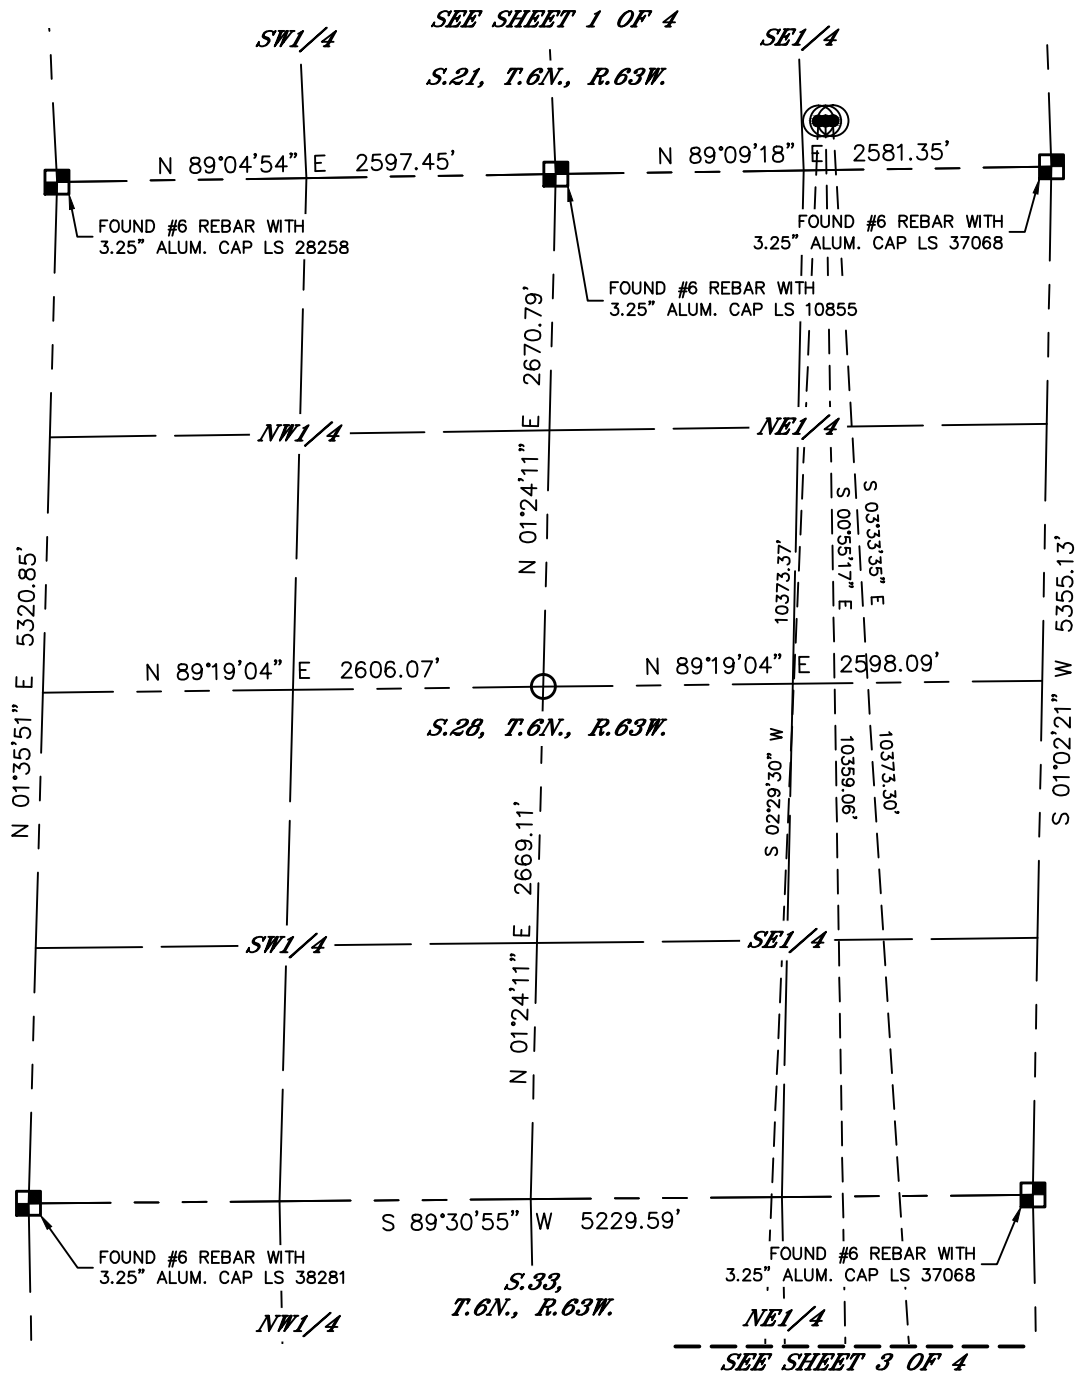 SEE SHEET 1 OF 4
SW1/4
SE1/4
S.21, T.6N., R.63W.
N 89°04'54" E 2597.45'
N 89°09'18" E 2581.35'
FOUND #6 REBAR WITH
3.25" ALUM. CAP LS 28258
FOUND #6 REBAR WITH
3.25" ALUM. CAP LS 37068
FOUND #6 REBAR WITH
3.25" ALUM. CAP LS 10855
N 01°24'11" E 2670.79'
NW1/4
NE1/4
S 00°55'17" E
S 03°33'35" E
10373.37'
N 01°35'51" E 5320.85'
S 01°02'21" W 5355.13'
N 89°19'04" E 2606.07'
N 89°19'04" E 2598.09'
S.28, T.6N., R.63W.
S 02°29'30" W
10359.06'
10373.30'
N 01°24'11" E 2669.11'
SW1/4
SE1/4
S 89°30'55" W 5229.59'
FOUND #6 REBAR WITH
3.25" ALUM. CAP LS 38281
FOUND #6 REBAR WITH
3.25" ALUM. CAP LS 37068
S.33,
T.6N., R.63W.
NW1/4
NE1/4
SEE SHEET 3 OF 4